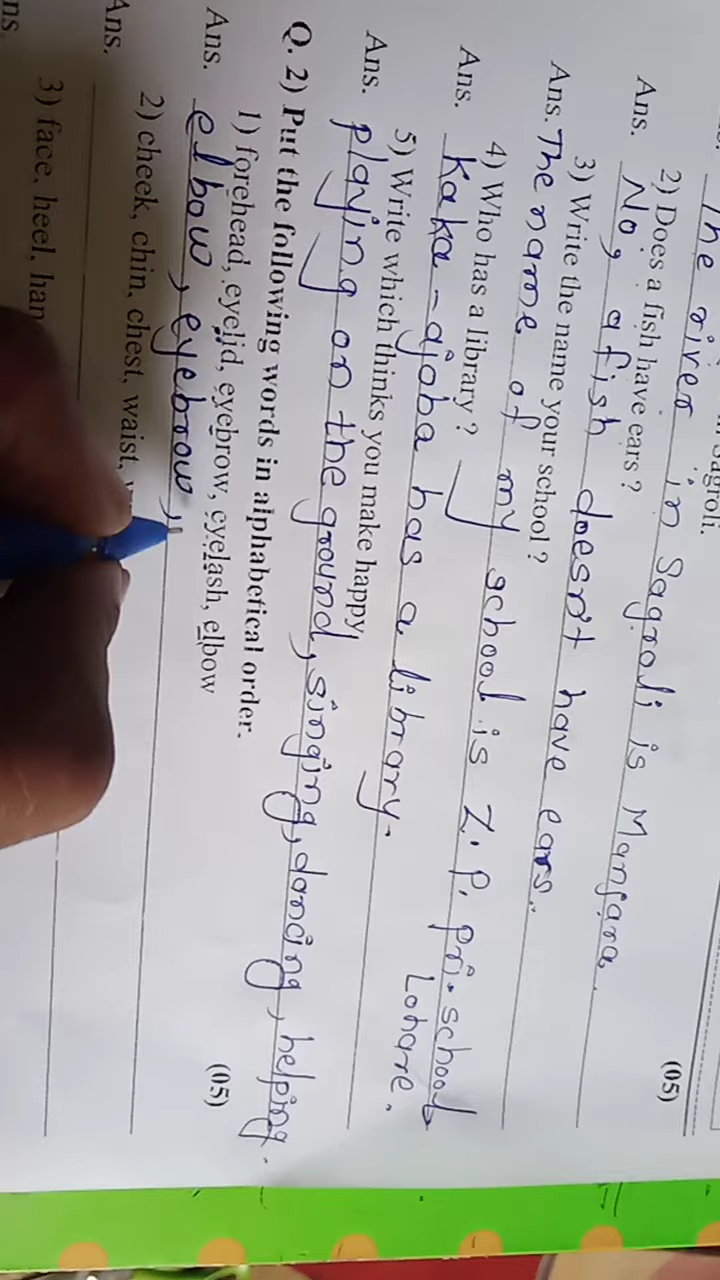 The river in Sagroli is Manjara.
2) Does a fish have ears ?
Ans. No, a fish doesn't have ears.
3) Write the name your school ?
Ans. The name of my school is Z.P. Pri. school Lohare.
4) Who has a library ?
Ans. Kaka-ajoba has a library.
5) Write which thinks you make happy.
Ans. playing on the ground, singing, dancing, helping.
Q. 2) Put the following words in alphabetical order. (05)
1) forehead, eyelid, eyebrow, eyelash, elbow
Ans. elbow, eyebrow,
2) check, chin, chest, waist,
Ans.
3) face, heel,